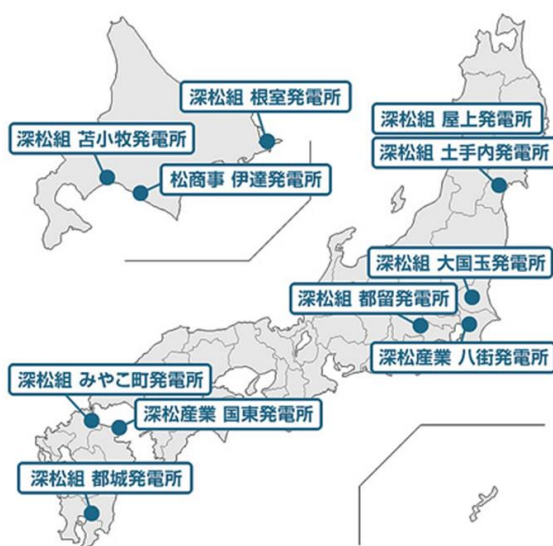 深松組 根室発電所
深松組 屋上発電所
深松組 苫小牧発電所
深松組 土手内発電所
松商事 伊達発電所
深松組 大国玉発電所
深松組 都留発電所
深松産業 八街発電所
深松組 みやこ町発電所
深松産業 国東発電所
深松組 都城発電所